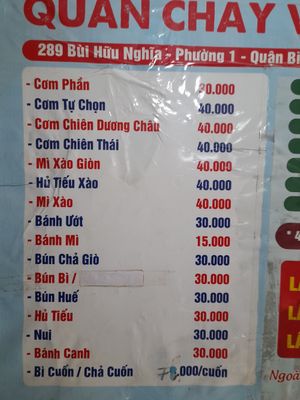 QUÁN CHAY
289 Bùi Hữu Nghĩa - Phường 1 - Quận
- Cơm Phần 30.000
- Cơm Tự Chọn 40.000
- Cơm Chiên Dương Châu 40.000
- Cơm Chiên Thái 40.000
- Mì Xào Giòn 40.000
- Hủ Tiếu Xào 40.000
- Mì Xào 40.000
- Bánh Ướt 30.000
- Bánh Mì 15.000
- Bún Chả Giò 30.000
- Bún Bì / 30.000
- Bún Huế 30.000
- Hủ Tiếu 30.000
- Nui 30.000
- Bánh Canh 30.000
- Bì Cuốn / Chả Cuốn .000/cuốn